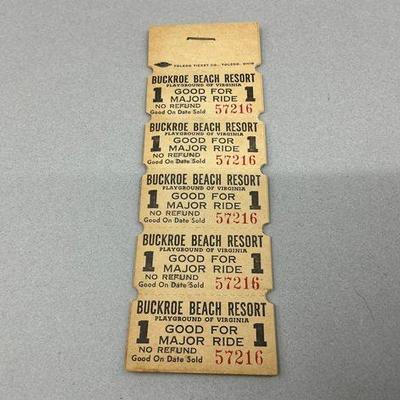 TOLEDO TICKET CO., TOLEDO, OHIO
BUCKROE BEACH RESORT
PLAYGROUND OF VIRGINIA
1 GOOD FOR 1
MAJOR RIDE
NO REFUND
Good On Date Sold 57216
BUCKROE BEACH RESORT
PLAYGROUND OF VIRGINIA
1 GOOD FOR 1
MAJOR RIDE
NO REFUND
Good On Date Sold 57216
BUCKROE BEACH RESORT
PLAYGROUND OF VIRGINIA
1 GOOD FOR 1
MAJOR RIDE
NO REFUND
Good On Date Sold 57216
BUCKROE BEACH RESORT
PLAYGROUND OF VIRGINIA
1 GOOD FOR 1
MAJOR RIDE
NO REFUND
Good On Date Sold 57216
BUCKROE BEACH RESORT
PLAYGROUND OF VIRGINIA
1 GOOD FOR 1
MAJOR RIDE
NO REFUND
Good On Date Sold 57216